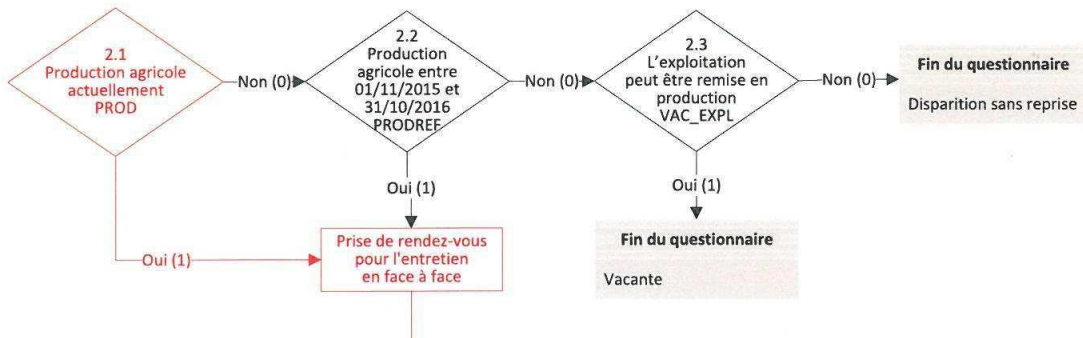 2.1
Production agricole
actuellement
PROD
Non (0)
2.2
Production
agricole entre
01/11/2015 et
31/10/2016
PRODREF
Non (0)
2.3
L'exploitation
peut être remise en
production
VAC_EXPL
Non (0)
Fin du questionnaire
Disparition sans reprise
Oui (1)
Oui (1)
Oui (1)
Prise de rendez-vous
pour l'entretien
en face à face
Fin du questionnaire
Vacante